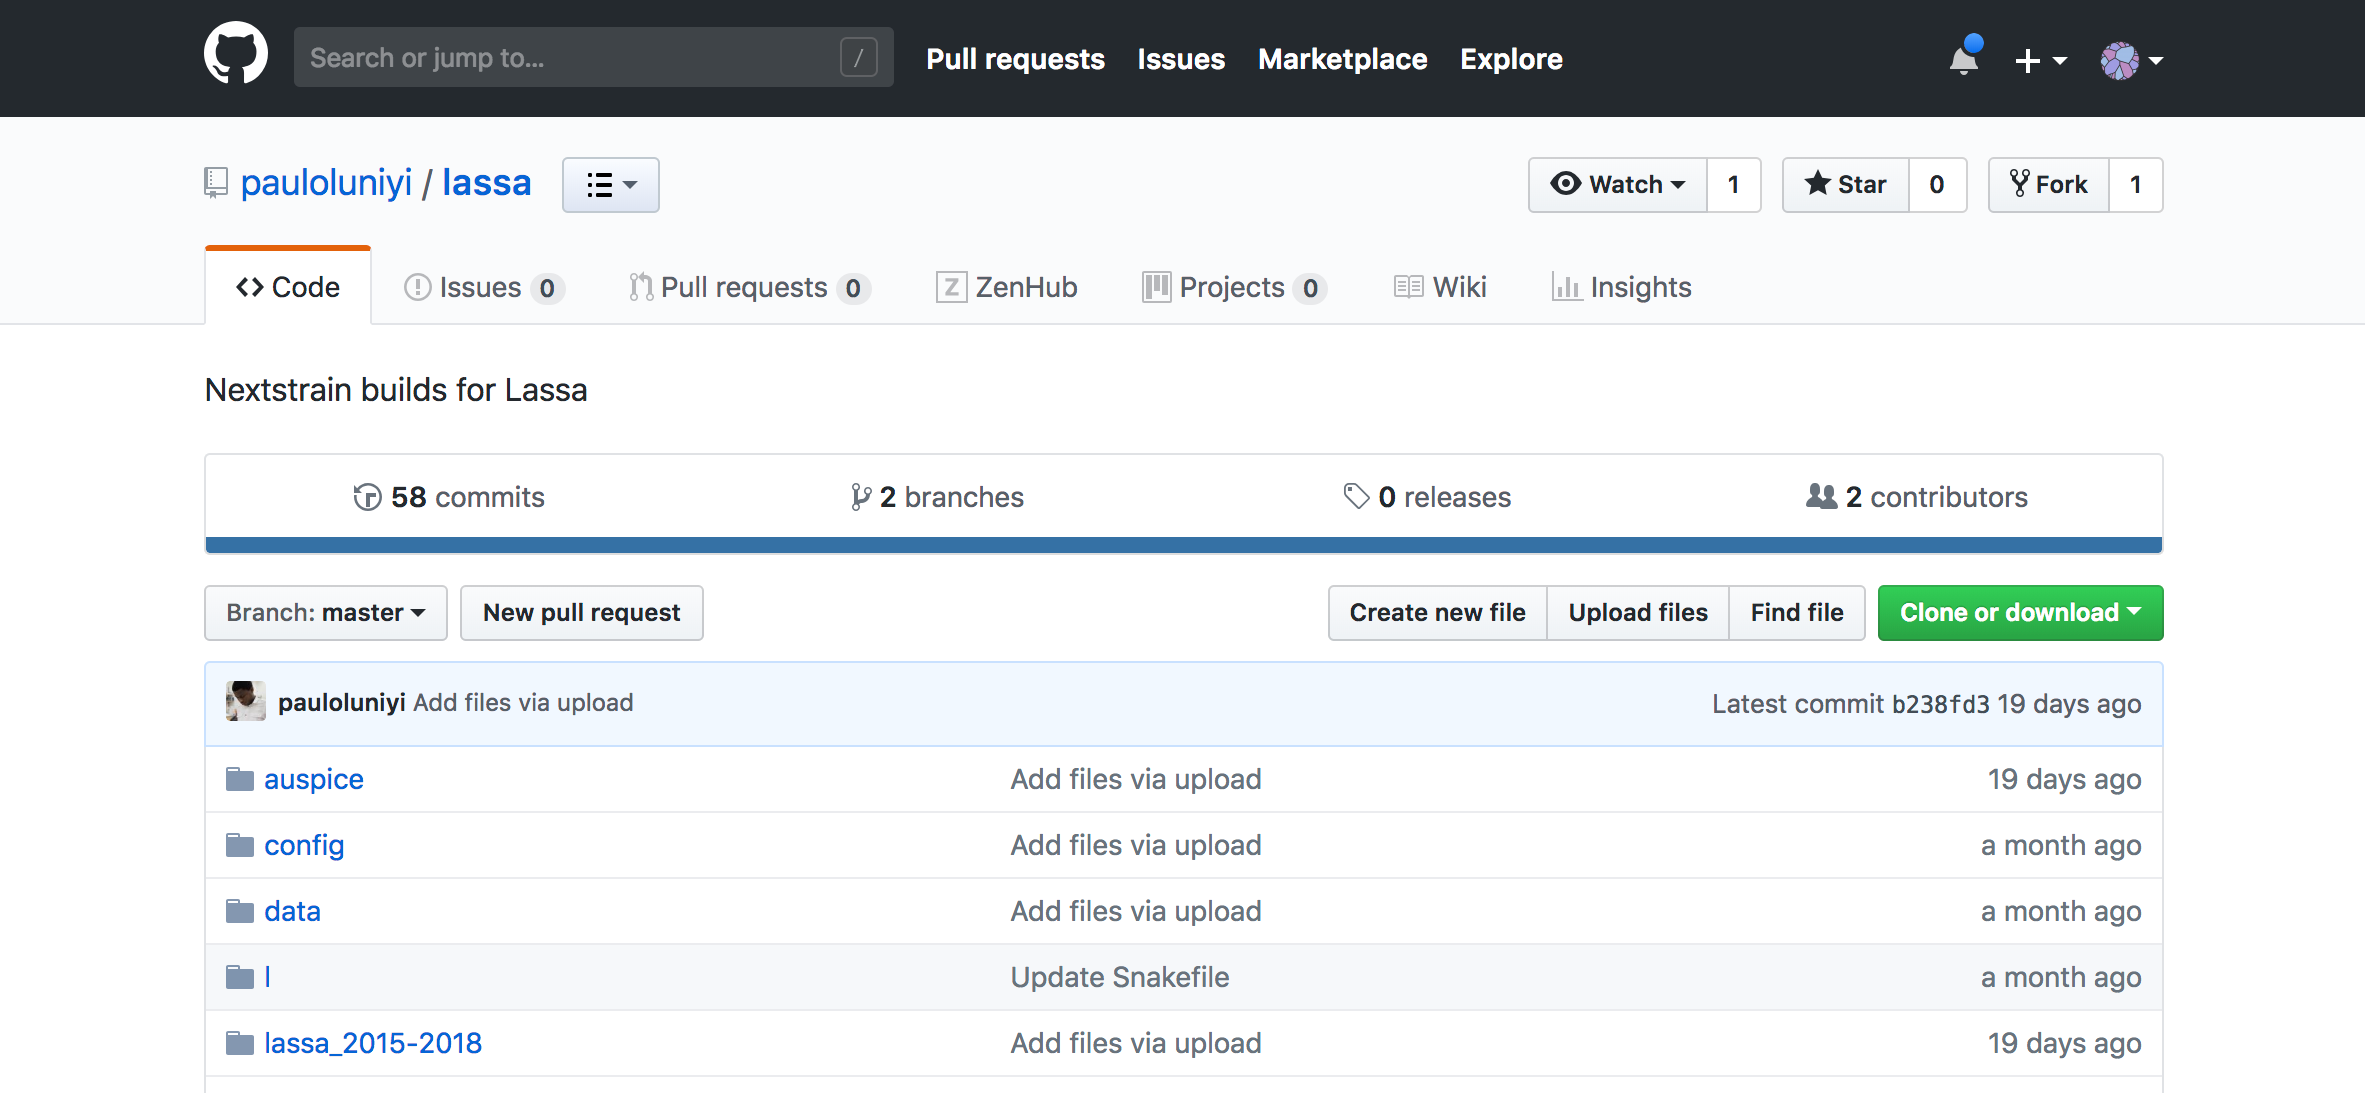 Search or jump to... / Pull requests Issues Marketplace Explore
pauloluniyi / lassa Watch 1 Star 0 Fork 1
Code Issues 0 Pull requests 0 Z ZenHub Projects 0 Wiki Insights
Nextstrain builds for Lassa
58 commits 2 branches 0 releases 2 contributors
Branch: master New pull request Create new file Upload files Find file Clone or download
pauloluniyi Add files via upload Latest commit b238fd3 19 days ago
auspice Add files via upload 19 days ago
config Add files via upload a month ago
data Add files via upload a month ago
l Update Snakefile a month ago
lassa_2015-2018 Add files via upload 19 days ago